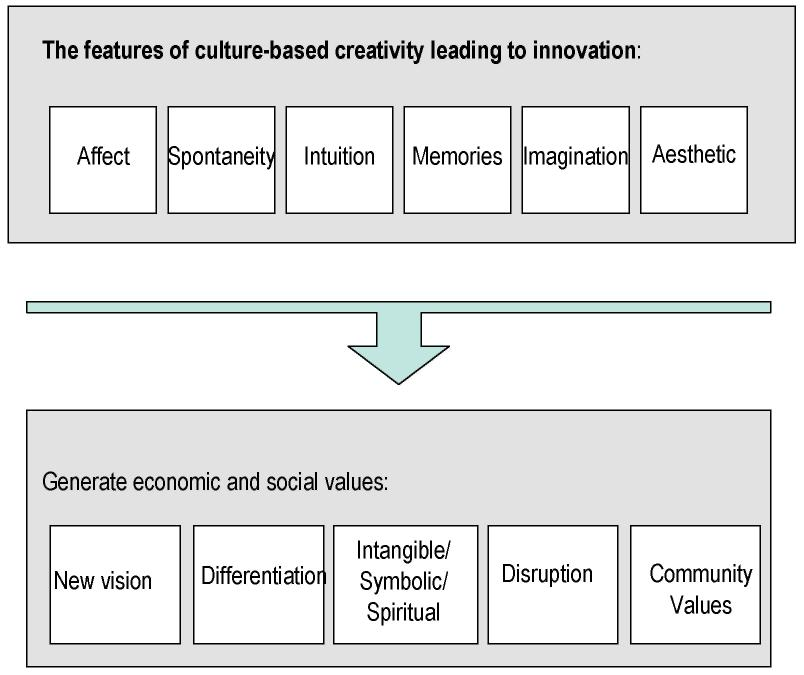 The features of culture-based creativity leading to innovation:
Affect
Spontaneity
Intuition
Memories
Imagination
Aesthetic
Generate economic and social values:
New vision
Differentiation
Intangible/
Symbolic/
Spiritual
Disruption
Community
Values